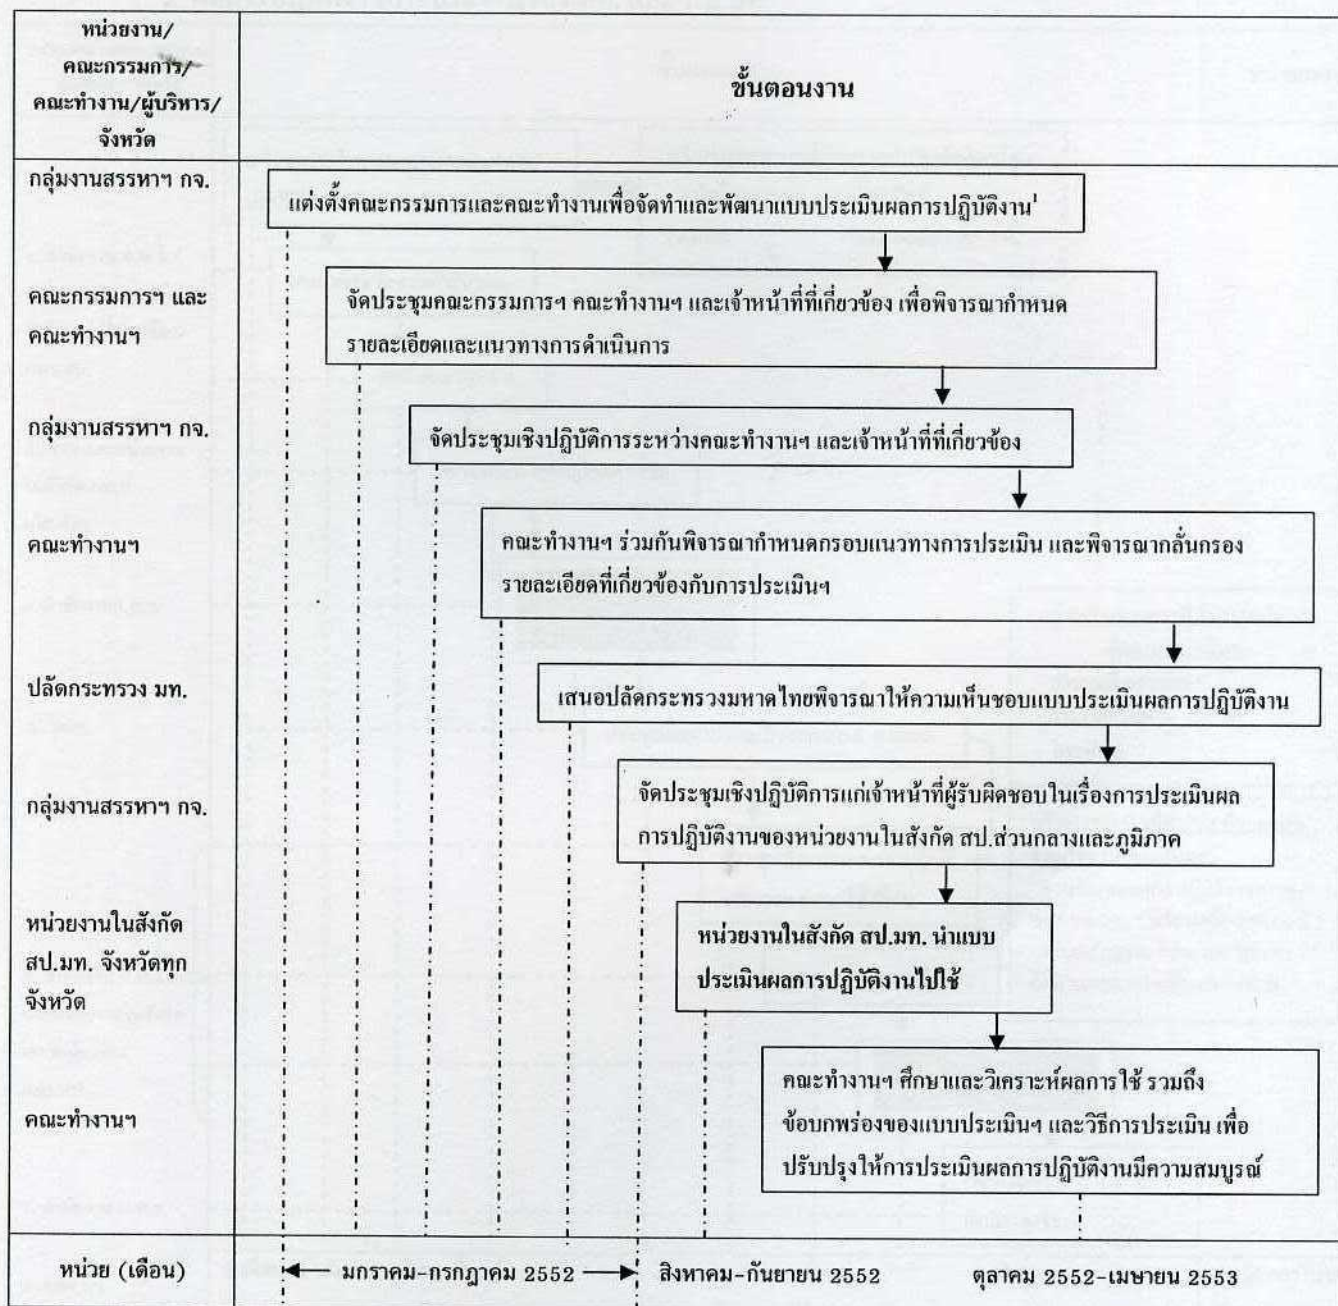 หน่วยงาน/
คณะกรรมการ/
คณะทำงาน/ผู้บริหาร/
จังหวัด
ขั้นตอนงาน
กลุ่มงานสรรหาฯ กจ.
แต่งตั้งคณะกรรมการและคณะทำงานเพื่อจัดทำและพัฒนาแบบประเมินผลการปฏิบัติงาน'
คณะกรรมการฯ และ
คณะทำงานฯ
จัดประชุมคณะกรรมการฯ คณะทำงานฯ และเจ้าหน้าที่ที่เกี่ยวข้อง เพื่อพิจารณากำหนด
รายละเอียดและแนวทางการดำเนินการ
กลุ่มงานสรรหาฯ กจ.
จัดประชุมเชิงปฏิบัติการระหว่างคณะทำงานฯ และเจ้าหน้าที่ที่เกี่ยวข้อง
คณะทำงานฯ
คณะทำงานฯ ร่วมกันพิจารณากำหนดกรอบแนวทางการประเมิน และพิจารณากลั่นกรอง
รายละเอียดที่เกี่ยวข้องกับการประเมินฯ
ปลัดกระทรวง มท.
เสนอปลัดกระทรวงมหาดไทยพิจารณาให้ความเห็นชอบแบบประเมินผลการปฏิบัติงาน
กลุ่มงานสรรหาฯ กจ.
จัดประชุมเชิงปฏิบัติการแก่เจ้าหน้าที่ผู้รับผิดชอบในเรื่องการประเมินผล
การปฏิบัติงานของหน่วยงานในสังกัด สป.ส่วนกลางและภูมิภาค
หน่วยงานในสังกัด
สป.มท. จังหวัดทุก
จังหวัด
หน่วยงานในสังกัด สป.มท. นำแบบ
ประเมินผลการปฏิบัติงานไปใช้
คณะทำงานฯ
คณะทำงานฯ ศึกษาและวิเคราะห์ผลการใช้ รวมถึง
ข้อบกพร่องของแบบประเมินฯ และวิธีการประเมิน เพื่อ
ปรับปรุงให้การประเมินผลการปฏิบัติงานมีความสมบูรณ์
หน่วย (เดือน)
มกราคม-กรกฎาคม 2552
สิงหาคม-กันยายน 2552
ตุลาคม 2552-เมษายน 2553